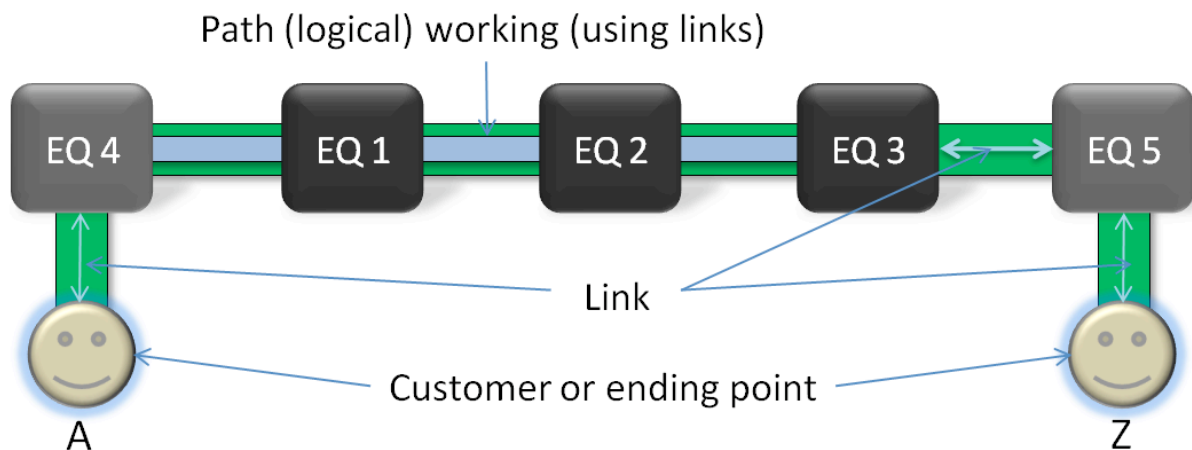 Path (logical) working (using links)
EQ 4 EQ 1 EQ 2 EQ 3 EQ 5
Link
Customer or ending point
A Z